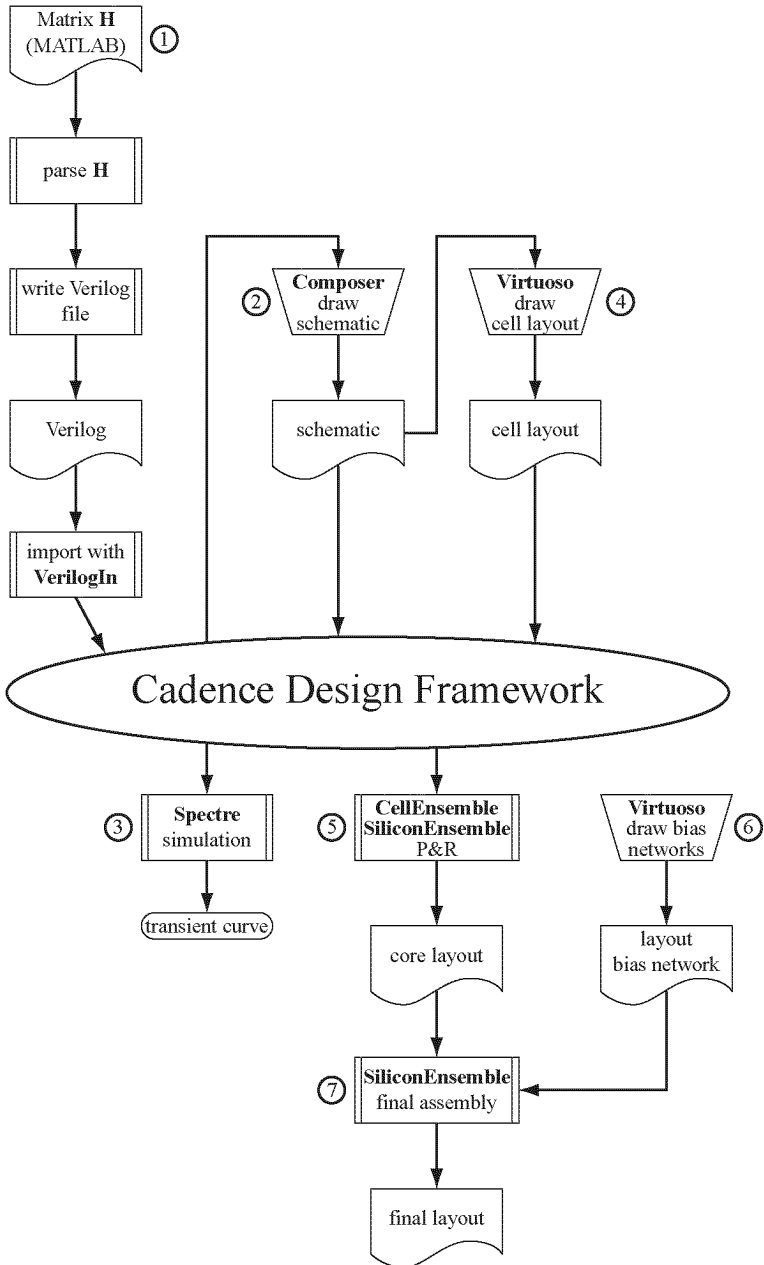 Matrix H
(MATLAB)
1
parse H
write Verilog
file
Verilog
import with
VerilogIn
2
Composer
draw
schematic
schematic
Virtuoso
draw
cell layout
4
cell layout
Cadence Design Framework
3
Spectre
simulation
transient curve
5
CellEnsemble
SiliconEnsemble
P&R
core layout
Virtuoso
draw bias
networks
6
layout
bias network
7
SiliconEnsemble
final assembly
final layout